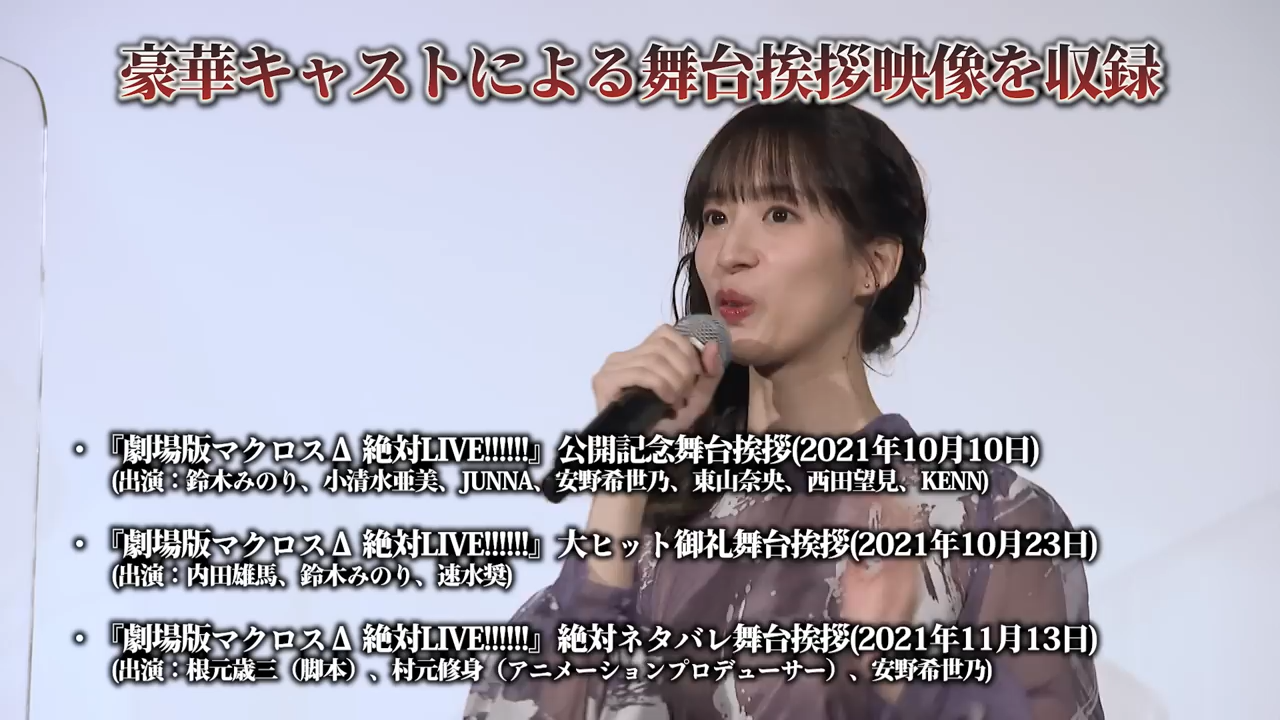 豪華キャストによる舞台挨拶映像を収録
・『劇場版マクロスΔ 絶対LIVE!!!!!!』公開記念舞台挨拶(2021年10月10日)
(出演：鈴木みのり、小清水亜美、JUNNA、安野希世乃、東山奈央、西田望見、KENN)
・『劇場版マクロスΔ 絶対LIVE!!!!!!』大ヒット御礼舞台挨拶(2021年10月23日)
(出演：内田雄馬、鈴木みのり、速水奨)
・『劇場版マクロスΔ 絶対LIVE!!!!!!』絶対ネタバレ舞台挨拶(2021年11月13日)
(出演：根元歳三（脚本）、村元修身（アニメーションプロデューサー）、安野希世乃)